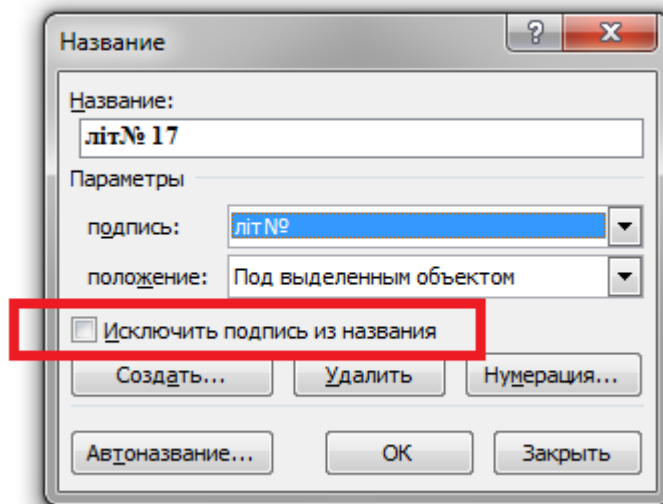 Название
Название:
літ№ 17
Параметры
подпись: літ№
положение: Под выделенным объектом
Исключить подпись из названия
Создать... Удалить Нумерация...
Автоназвание... ОК Закрыть